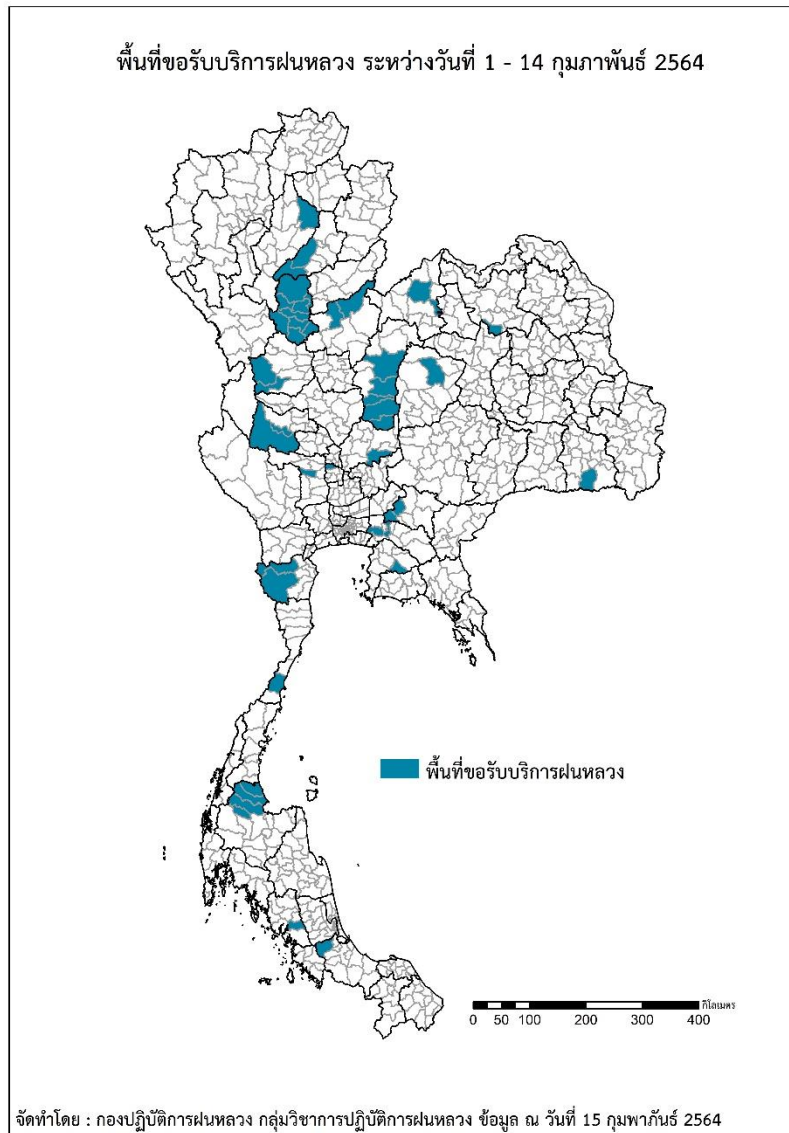 พื้นที่ขอรับบริการฝนหลวง ระหว่างวันที่ 1 - 14 กุมภาพันธ์ 2564
พื้นที่ขอรับบริการฝนหลวง
กิโลเมตร
0 50 100 200 300 400
จัดทำโดย : กองปฏิบัติการฝนหลวง กลุ่มวิชาการปฏิบัติการฝนหลวง ข้อมูล ณ วันที่ 15 กุมพาภันธ์ 2564